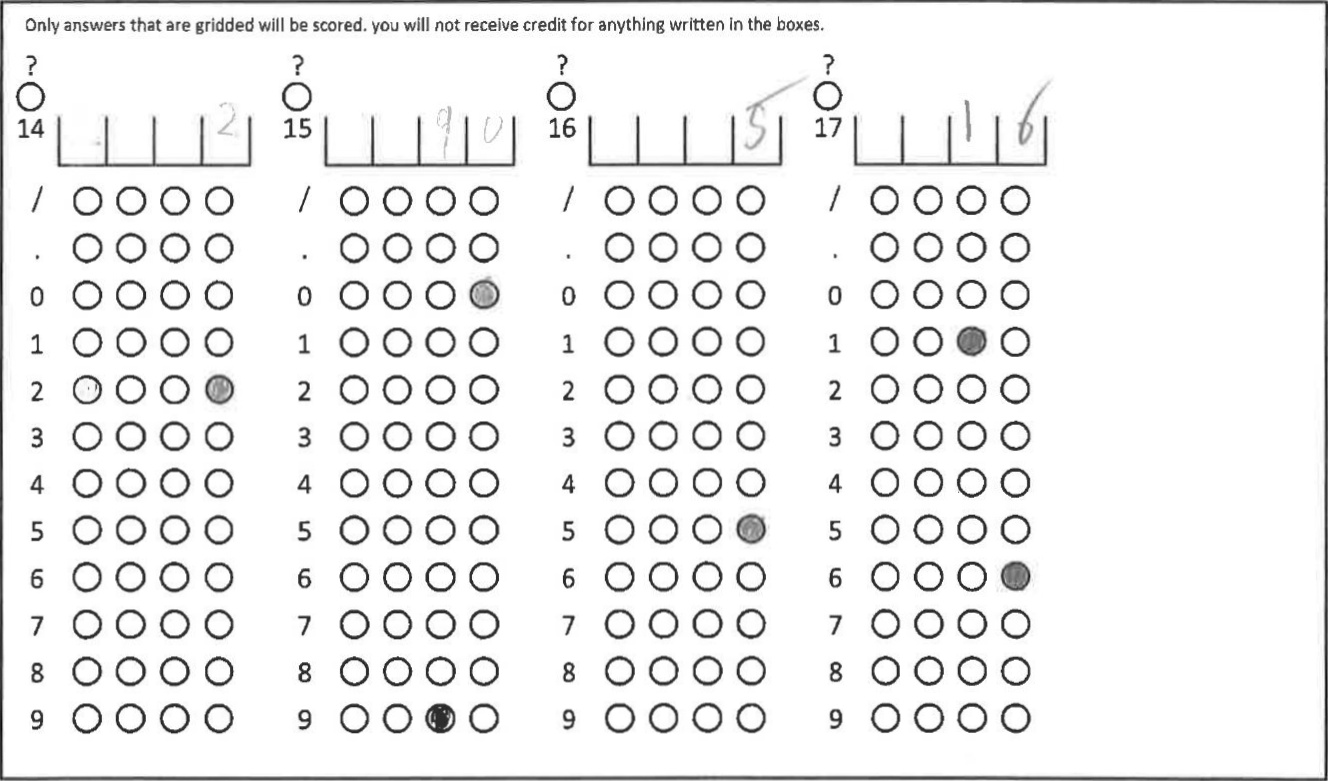 Only answers that are gridded will be scored. you will not receive credit for anything written in the boxes.
? ? ? ?
14 2 15 9 0 16 5 17 1 6
/ / / /
. . . .
0 0 0 0
1 1 1 1
2 2 2 2
3 3 3 3
4 4 4 4
5 5 5 5
6 6 6 6
7 7 7 7
8 8 8 8
9 9 9 9